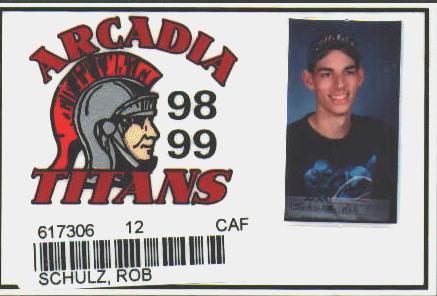 ARCADIA
98
99
TITANS
617306 12 CAF
SCHULZ, ROB